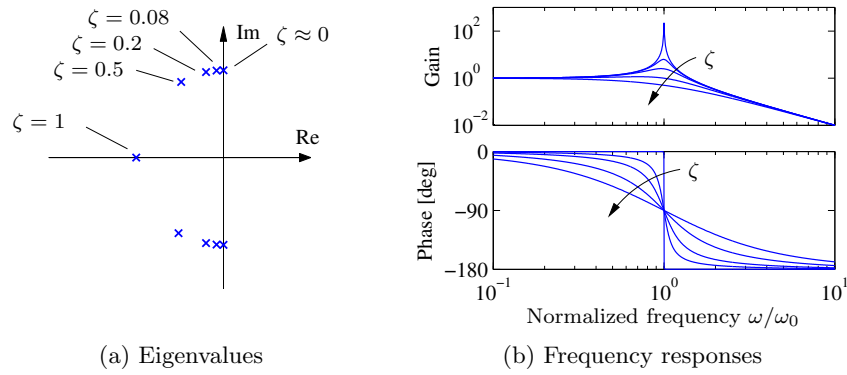 ζ = 0.08
Im
ζ = 0.2
ζ ≈ 0
ζ = 0.5
ζ = 1
Re
(a) Eigenvalues
10^2
10^0
10^−2
Gain
ζ
0
−90
−180
Phase [deg]
ζ
10^−1
10^0
10^1
Normalized frequency ω/ω_0
(b) Frequency responses